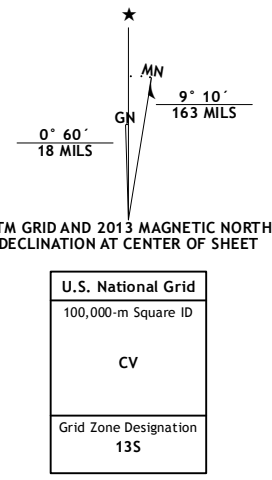 ★
MN
GN
9° 10´
163 MILS
0° 60´
18 MILS
TM GRID AND 2013 MAGNETIC NORTH
DECLINATION AT CENTER OF SHEET
U.S. National Grid
100,000-m Square ID
CV
Grid Zone Designation
13S